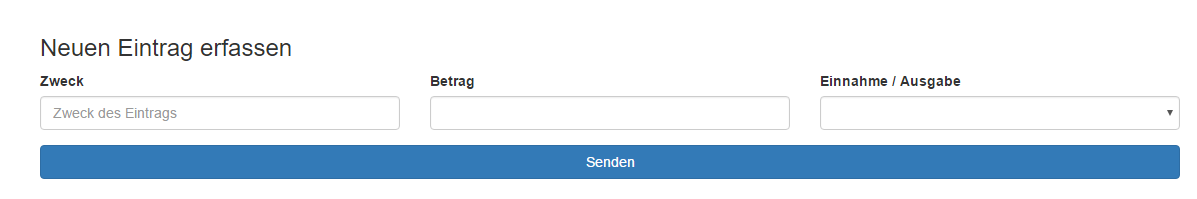 Neuen Eintrag erfassen
Zweck Betrag Einnahme / Ausgabe
Zweck des Eintrags
Senden